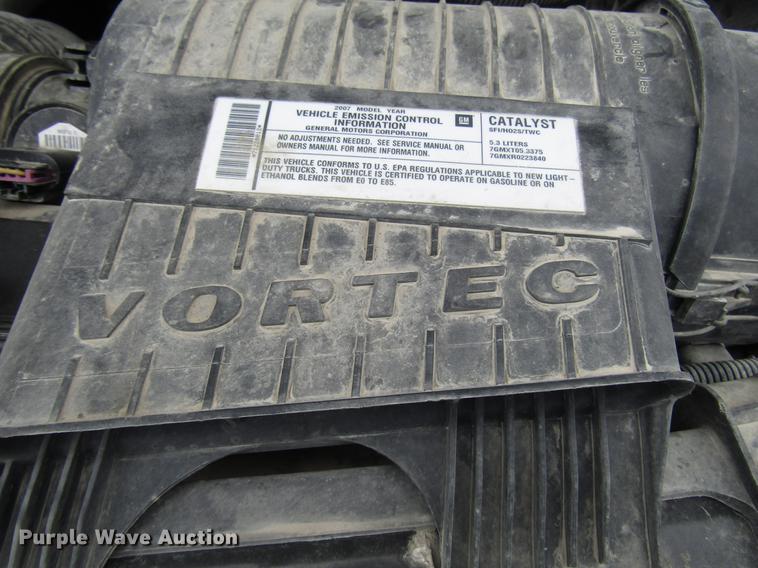 2007 MODEL YEAR
VEHICLE EMISSION CONTROL
INFORMATION
GENERAL MOTORS CORPORATION
GM
CATALYST
SFI/HO2S/TWC
NO ADJUSTMENTS NEEDED. SEE SERVICE MANUAL OR
OWNERS MANUAL FOR MORE INFORMATION.
5.3 LITERS
7GMXT05.3375
7GMXR0223840
THIS VEHICLE CONFORMS TO U.S. EPA REGULATIONS APPLICABLE TO NEW LIGHT-
DUTY TRUCKS. THIS VEHICLE IS CERTIFIED TO OPERATE ON GASOLINE OR ON
ETHANOL BLENDS FROM E0 TO E85.
VORTEC
Purple Wave Auction